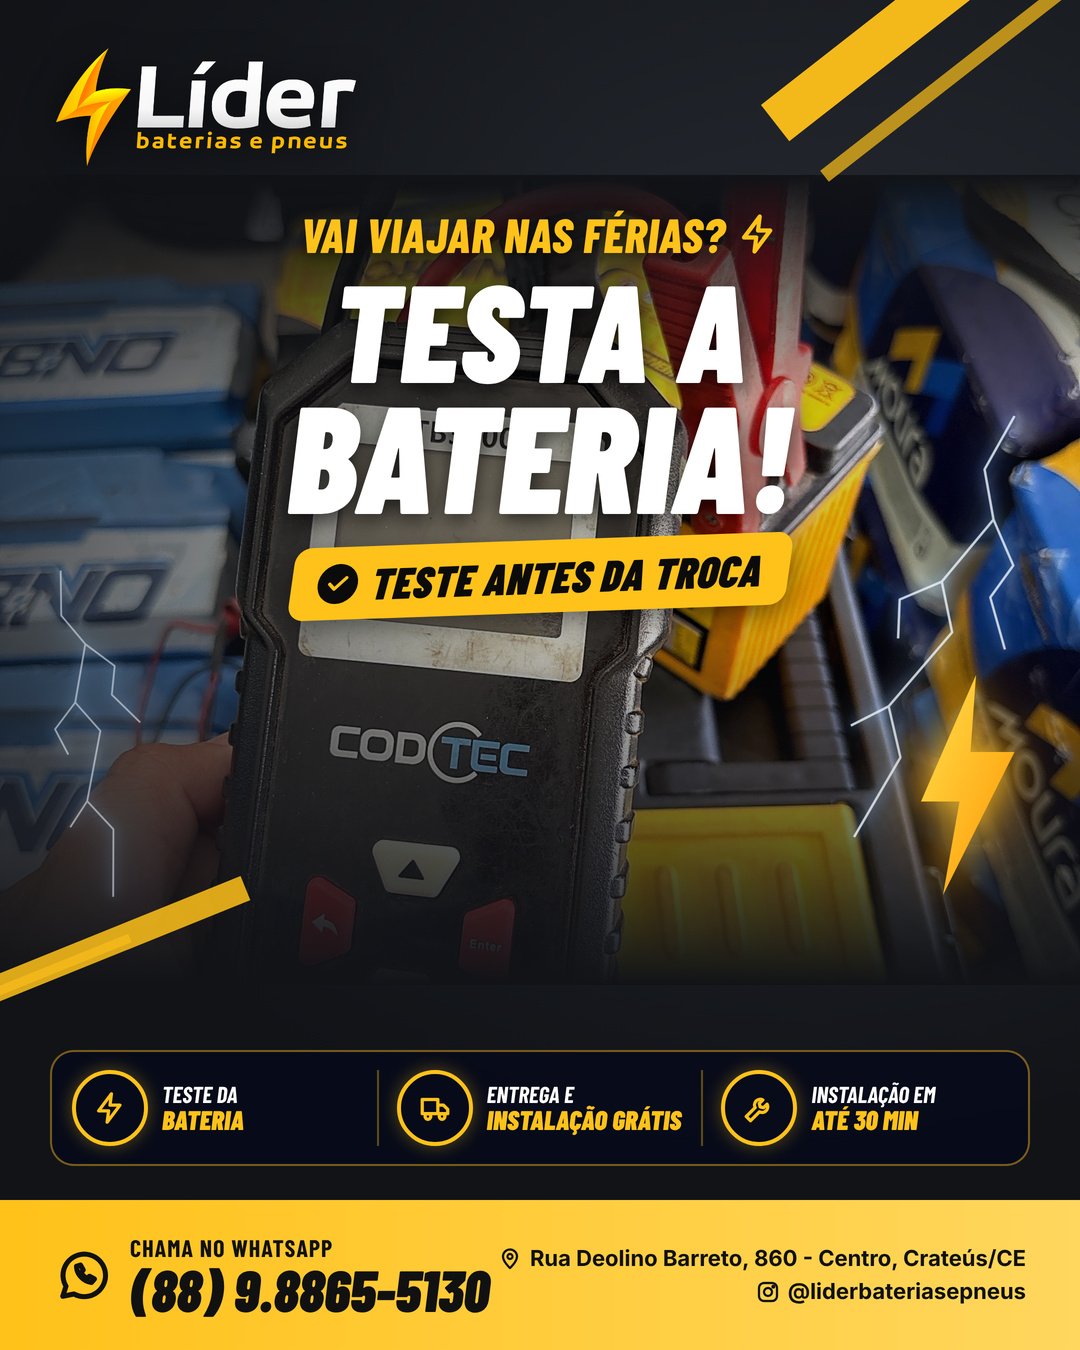 Líder
baterias e pneus
VAI VIAJAR NAS FÉRIAS?
TESTA A
BATERIA!
TESTE ANTES DA TROCA
CODTEC
Enter
moura
moura
TESTE DA
BATERIA
ENTREGA E
INSTALAÇÃO GRÁTIS
INSTALAÇÃO EM
ATÉ 30 MIN
CHAMA NO WHATSAPP
(88) 9.8865-5130
Rua Deolino Barreto, 860 - Centro, Crateús/CE
@liderbateriasepneus